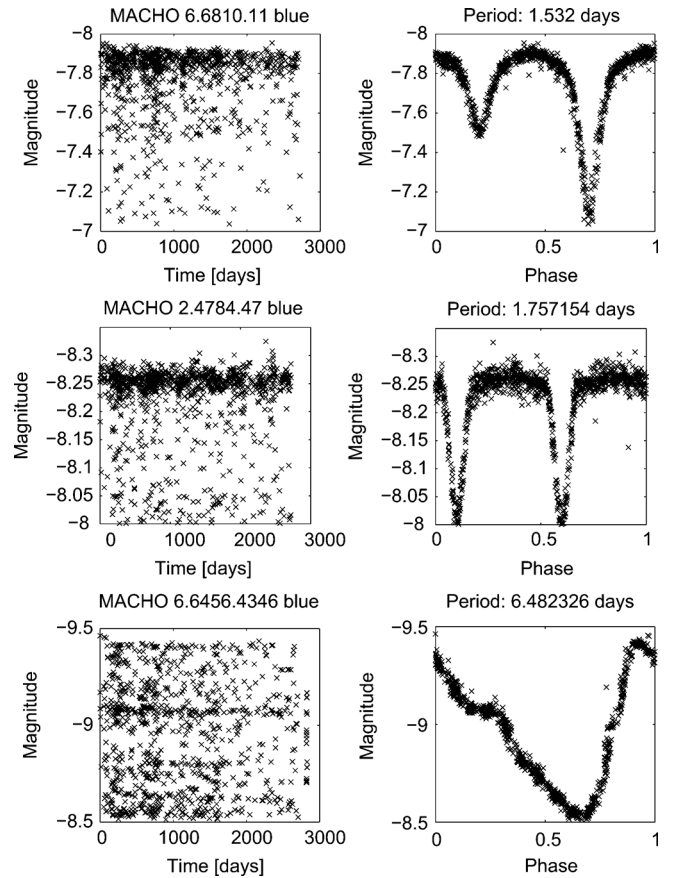 MACHO 6.6810.11 blue
Period: 1.532 days
Magnitude
−8
−7.8
−7.6
−7.4
−7.2
−7
0
1000
2000
3000
Time [days]
Magnitude
−8
−7.8
−7.6
−7.4
−7.2
−7
0
0.5
1
Phase
MACHO 2.4784.47 blue
Period: 1.757154 days
Magnitude
−8.3
−8.25
−8.2
−8.15
−8.1
−8.05
−8
0
1000
2000
3000
Time [days]
Magnitude
−8.3
−8.25
−8.2
−8.15
−8.1
−8.05
−8
0
0.5
1
Phase
MACHO 6.6456.4346 blue
Period: 6.482326 days
Magnitude
−9.5
−9
−8.5
0
1000
2000
3000
Time [days]
Magnitude
−9.5
−9
−8.5
0
0.5
1
Phase